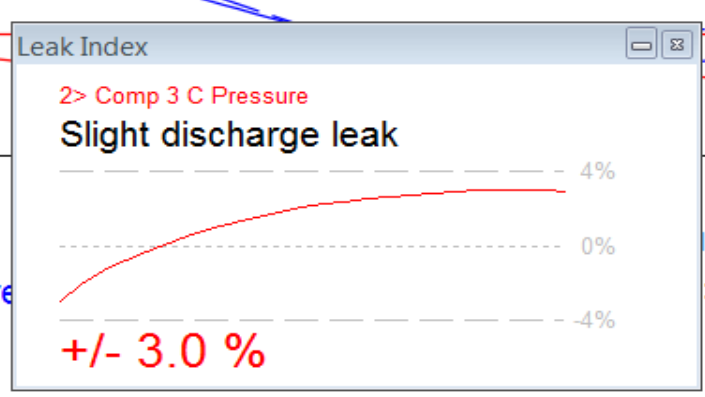 Leak Index
2> Comp 3 C Pressure
Slight discharge leak
4%
0%
-4%
+/- 3.0 %